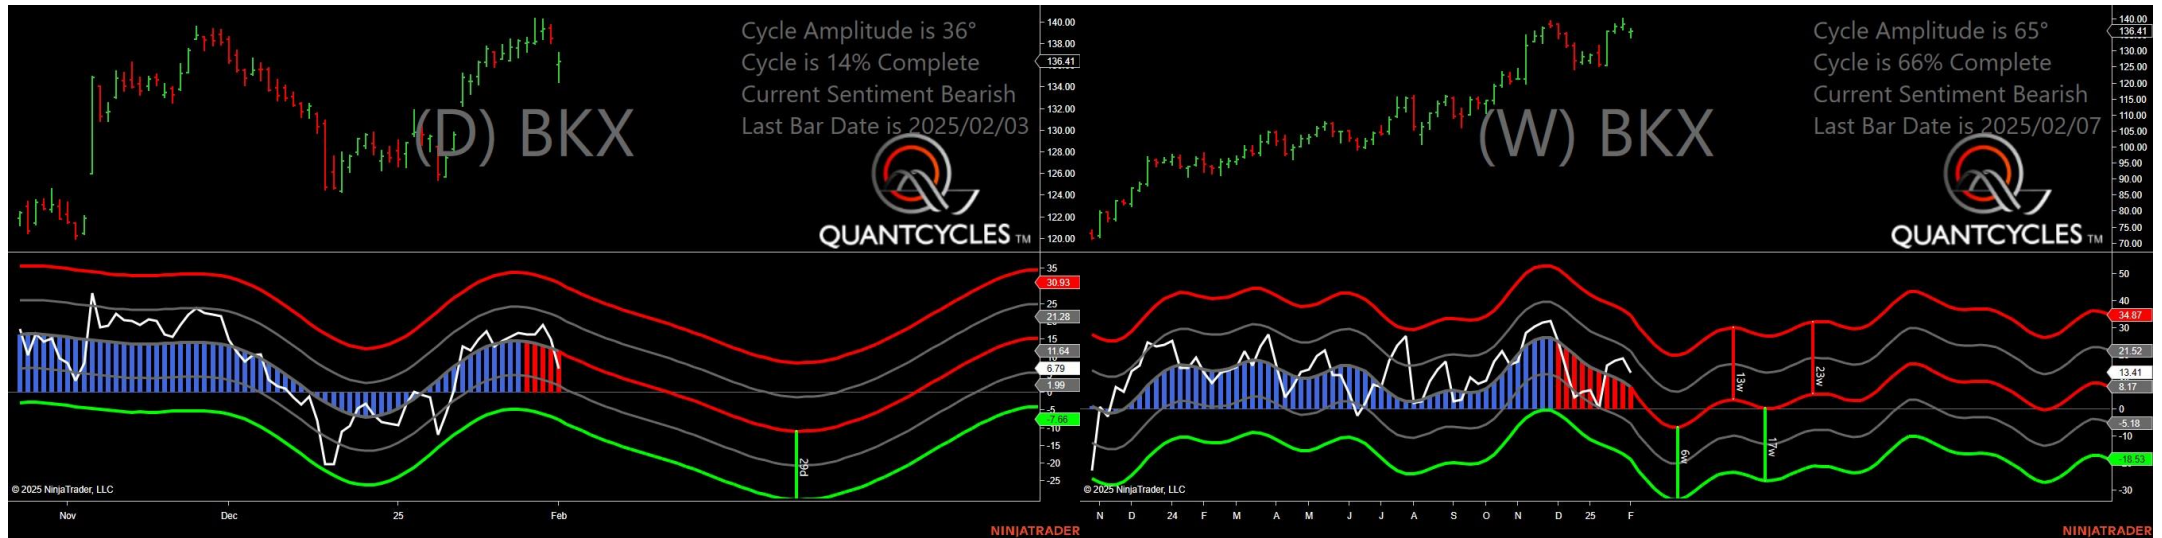 Cycle Amplitude is 36°
Cycle is 14% Complete
Current Sentiment Bearish
Last Bar Date is 2025/02/03
(D) BKX
QUANTCYCLES TM
140.00
138.00
136.41
134.00
132.00
130.00
128.00
126.00
124.00
122.00
120.00
35
30.93
25
21.28
11.64
6.79
1.99
-5
-7.66
-10
-15
-20
-25
29d
© 2025 NinjaTrader, LLC
Nov
Dec
25
Feb
NINJATRADER
Cycle Amplitude is 65°
Cycle is 66% Complete
Current Sentiment Bearish
Last Bar Date is 2025/02/07
(W) BKX
QUANTCYCLES TM
140.00
136.41
130.00
125.00
120.00
115.00
110.00
105.00
100.00
95.00
90.00
85.00
80.00
75.00
70.00
50
40
34.87
30
21.52
13.41
8.17
0
-5.18
-10
-18.53
-30
6w
13w
17w
23w
© 2025 NinjaTrader, LLC
N D 24 F M A M J J A S O N D 25 F
NINJATRADER